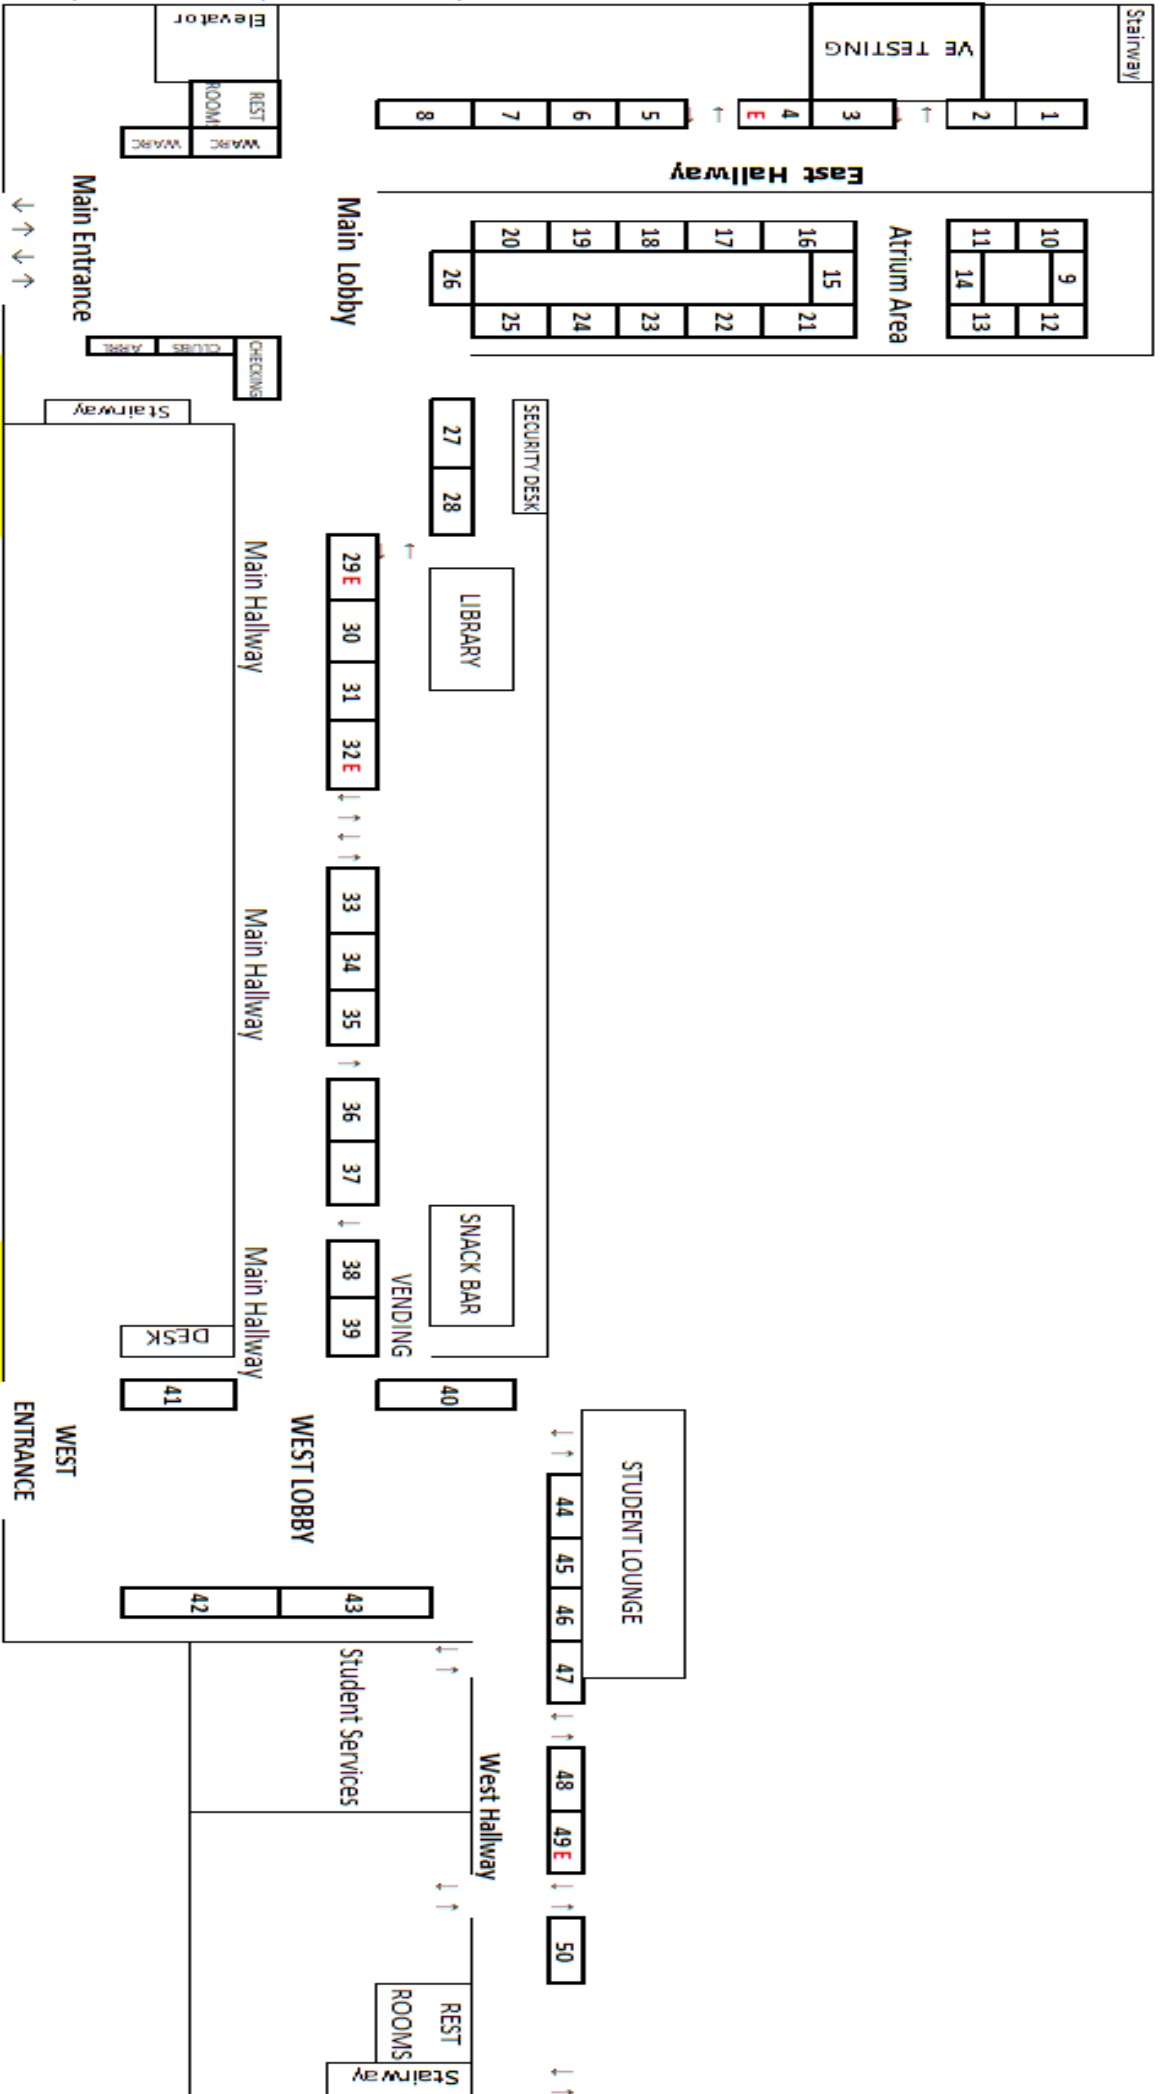 Elevator
VE TESTING
Stairway
REST
ROOM
WARC
WARC
8
7
6
5
E 4
3
2
1
East Hallway
Main Entrance
Main Lobby
Atrium Area
20
19
18
17
16
11
10
26
15
14
9
25
24
23
22
21
13
12
ARRL
CLUBS
CHECKING
Stairway
27
28
SECURITY DESK
Main Hallway
29 E
30
31
32 E
LIBRARY
Main Hallway
33
34
35
36
37
38
39
Main Hallway
SNACK BAR
VENDING
DESK
41
40
WEST
ENTRANCE
WEST LOBBY
STUDENT LOUNGE
44
45
46
47
42
43
Student Services
West Hallway
48
49 E
50
REST
ROOMS
Stairway